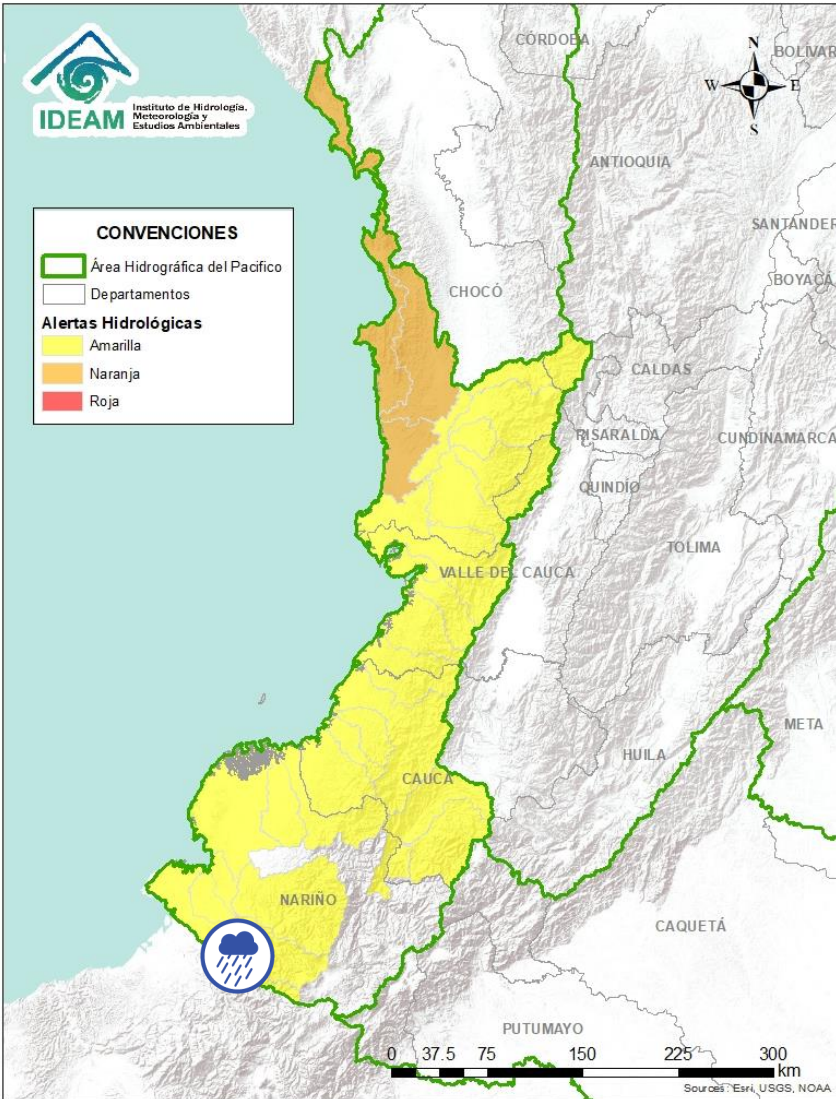 IDEAM
Instituto de Hidrología,
Meteorología y
Estudios Ambientales
CÓRDOBA
BOLIVAR
N
W
E
S
ANTIOQUIA
SANTANDER
BOYACÁ
CONVENCIONES
Área Hidrográfica del Pacifico
Departamentos
Alertas Hidrológicas
Amarilla
Naranja
Roja
CHOCÓ
CALDAS
RISARALDA
CUNDINAMARCA
QUINDÍO
TOLIMA
VALLE DEL CAUCA
META
HUILA
CAUCA
NARIÑO
CAQUETÁ
PUTUMAYO
0 37.5 75 150 225 300
km
Sources: Esri, USGS, NOAA